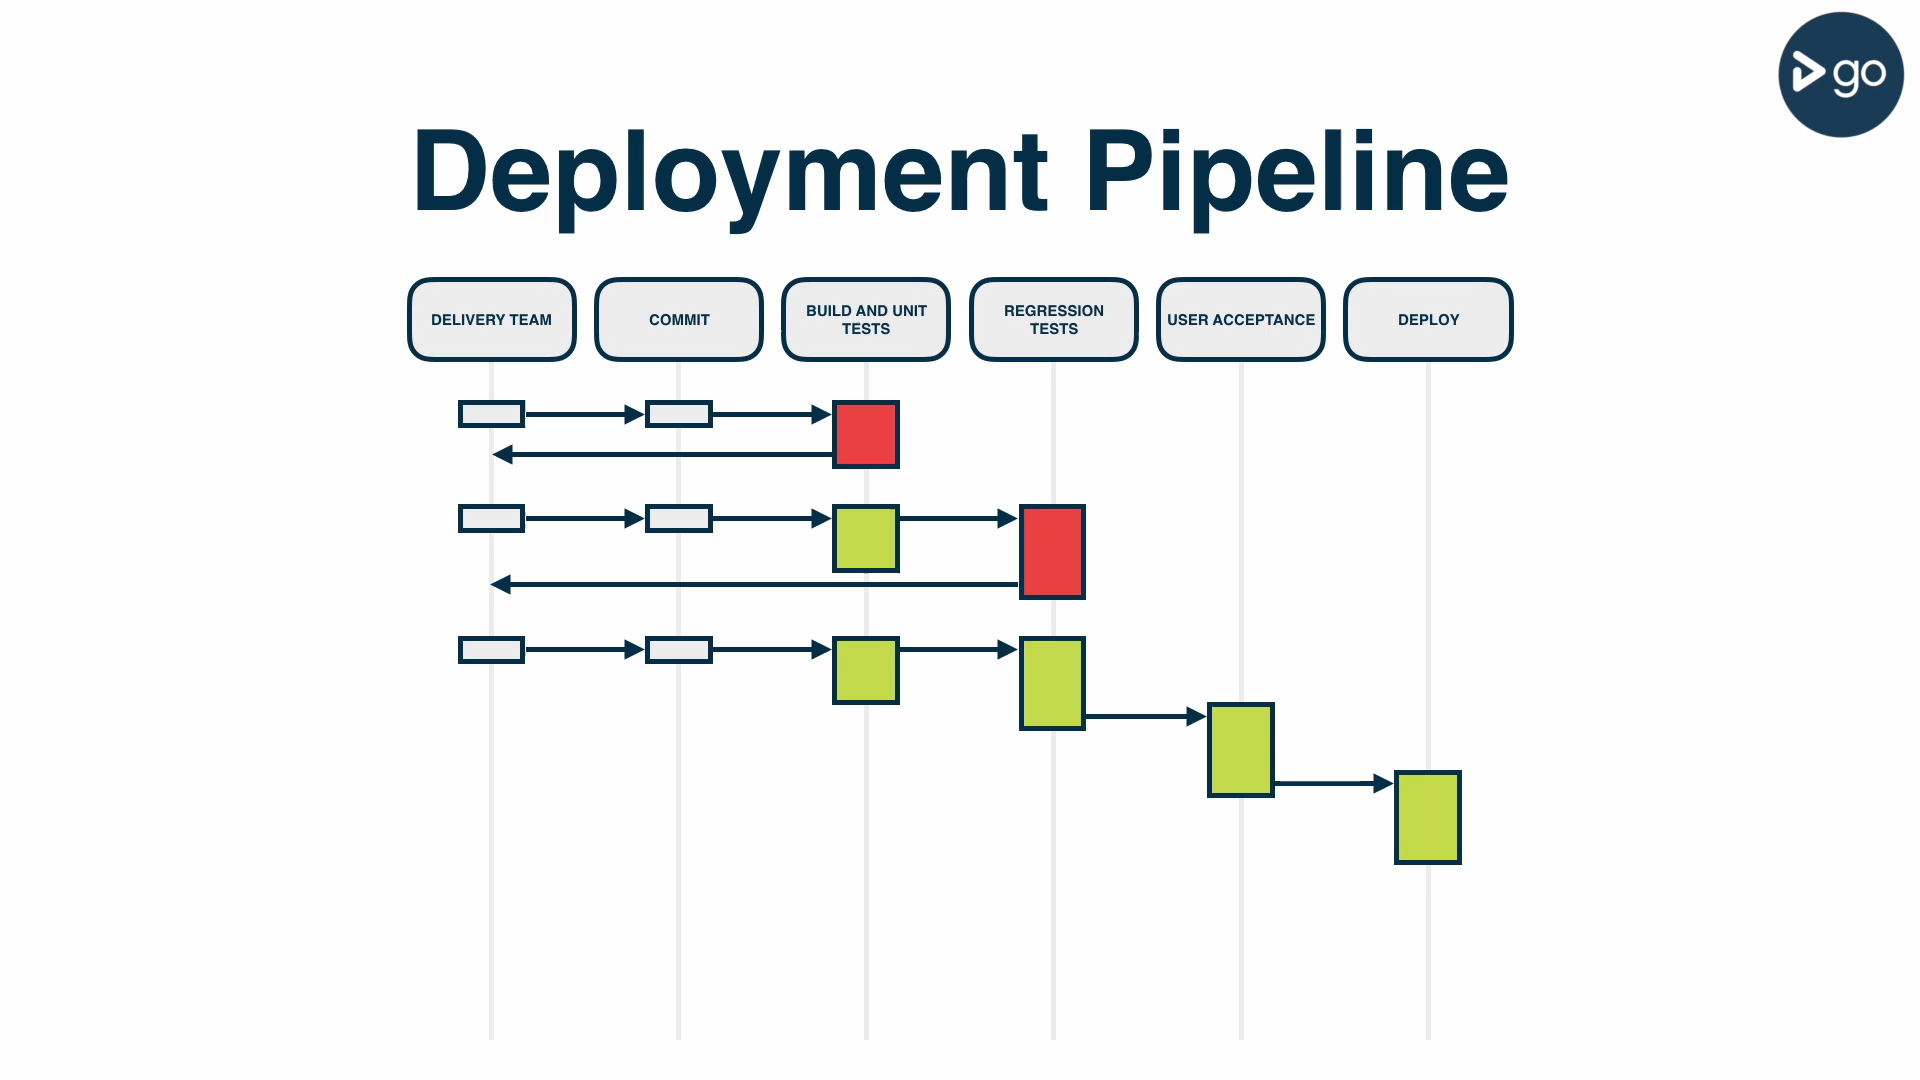 go
Deployment Pipeline
DELIVERY TEAM
COMMIT
BUILD AND UNIT
TESTS
REGRESSION
TESTS
USER ACCEPTANCE
DEPLOY